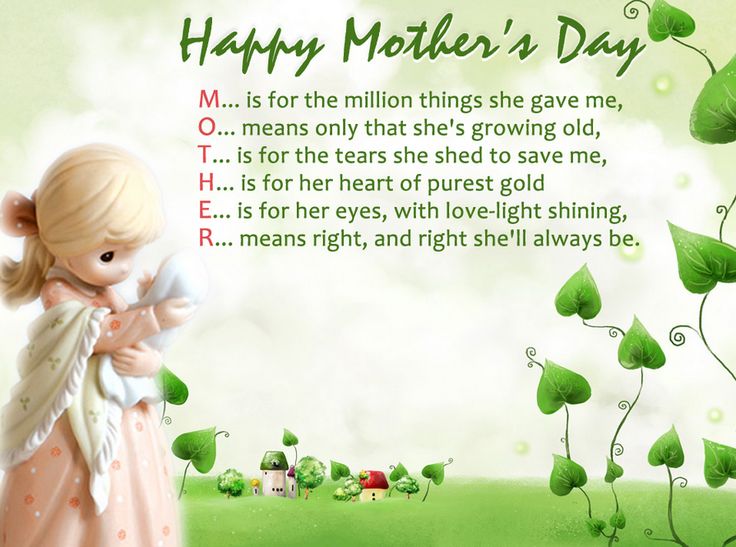 Happy Mother's Day
M... is for the million things she gave me,
O... means only that she's growing old,
T... is for the tears she shed to save me,
H... is for her heart of purest gold
E... is for her eyes, with love-light shining,
R... means right, and right she'll always be.